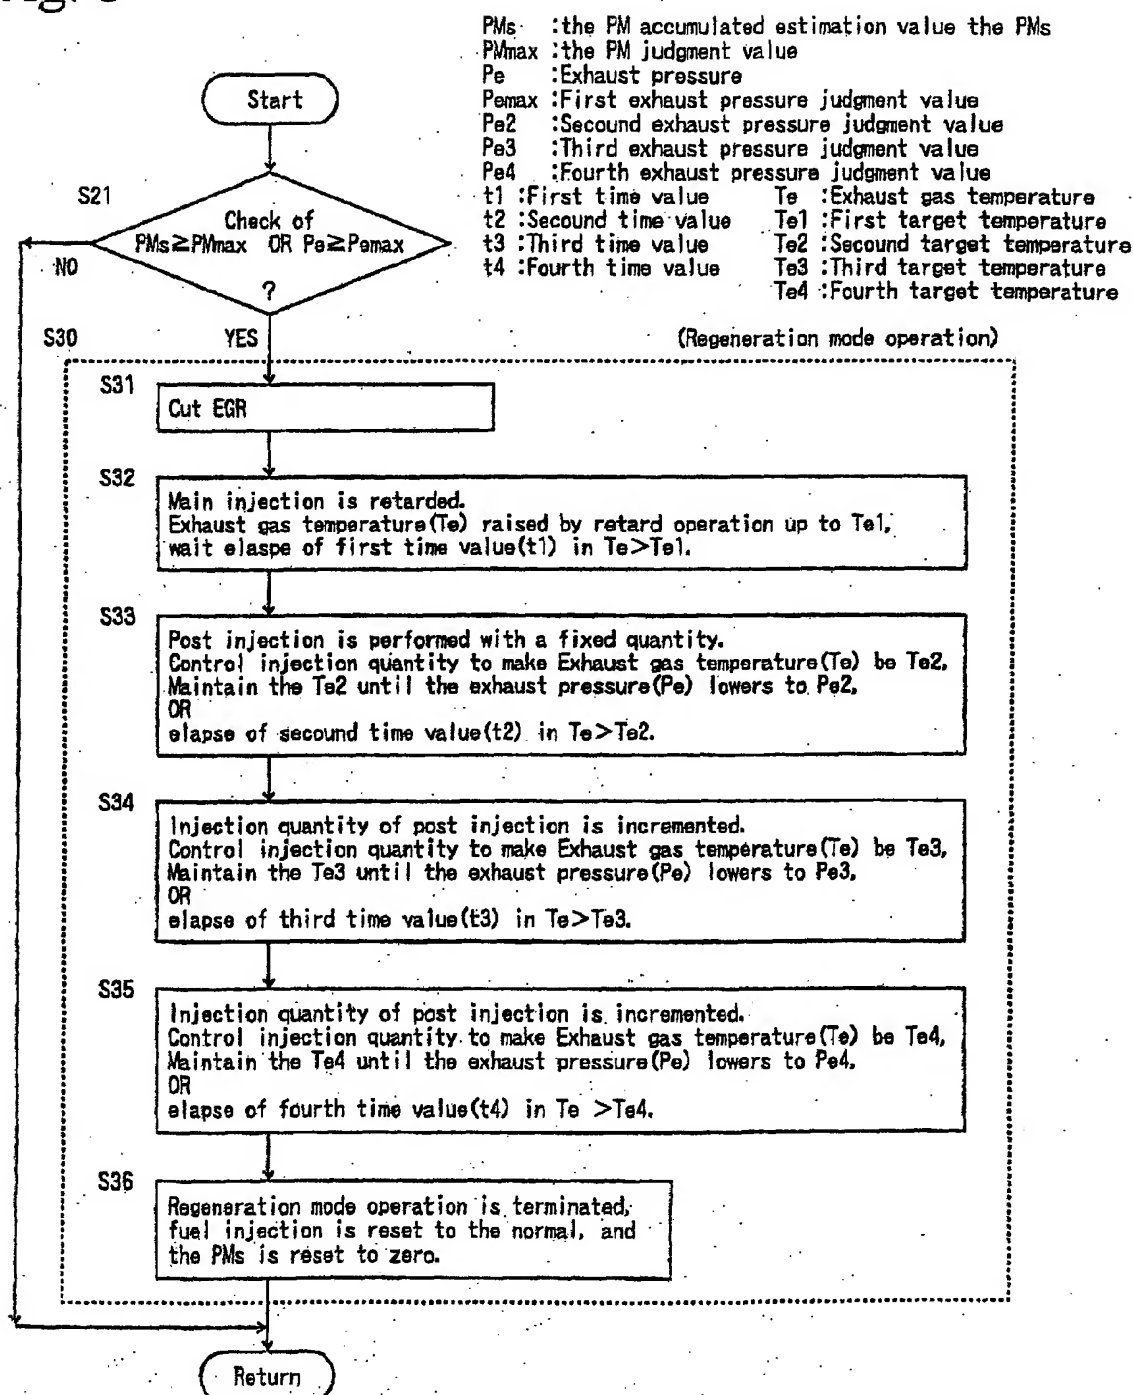 PMs :the PM accumulated estimation value the PMs
PMmax :the PM judgment value
Pe :Exhaust pressure
Pemax :First exhaust pressure judgment value
Pe2 :Secound exhaust pressure judgment value
Pe3 :Third exhaust pressure judgment value
Pe4 :Fourth exhaust pressure judgment value
t1 :First time value Te :Exhaust gas temperature
t2 :Secound time value Te1 :First target temperature
t3 :Third time value Te2 :Secound target temperature
t4 :Fourth time value Te3 :Third target temperature
Te4 :Fourth target temperature
Start
S21
Check of
PMs≧PMmax OR Pe≧Pemax
?
NO
S30
YES
(Regeneration mode operation)
S31
Cut EGR
S32
Main injection is retarded.
Exhaust gas temperature(Te) raised by retard operation up to Te1,
wait elaspe of first time value(t1) in Te>Te1.
S33
Post injection is performed with a fixed quantity.
Control injection quantity to make Exhaust gas temperature(Te) be Te2,
Maintain the Te2 until the exhaust pressure(Pe) lowers to Pe2,
OR
elapse of secound time value(t2) in Te>Te2.
S34
Injection quantity of post injection is incremented.
Control injection quantity to make Exhaust gas temperature(Te) be Te3,
Maintain the Te3 until the exhaust pressure(Pe) lowers to Pe3,
OR
elapse of third time value(t3) in Te>Te3.
S35
Injection quantity of post injection is incremented.
Control injection quantity to make Exhaust gas temperature(Te) be Te4,
Maintain the Te4 until the exhaust pressure(Pe) lowers to Pe4,
OR
elapse of fourth time value(t4) in Te >Te4.
S36
Regeneration mode operation is terminated,
fuel injection is reset to the normal, and
the PMs is reset to zero.
Return